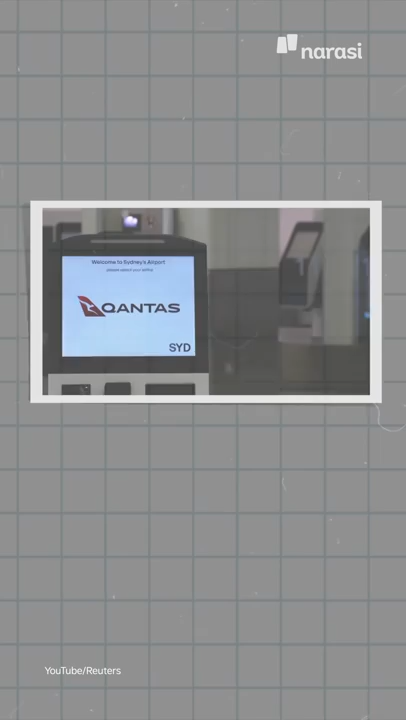 narasi
Welcome to Sydney's Airport
please select your airline
QANTAS
SYD
YouTube/Reuters